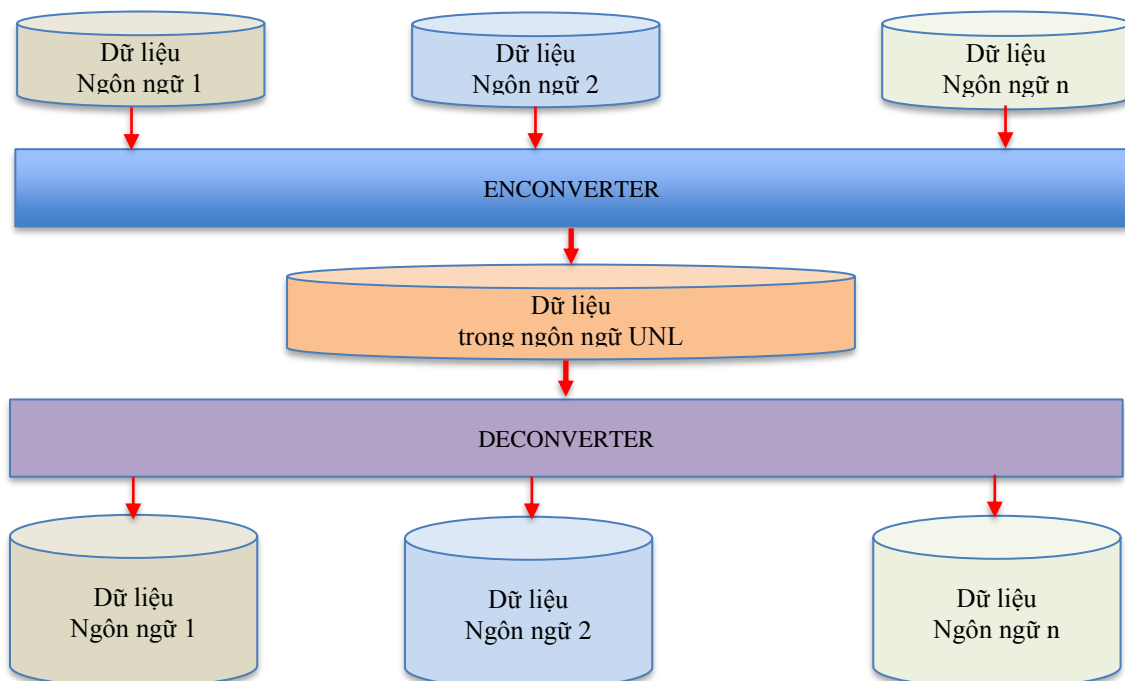 Dữ liệu
Ngôn ngữ 1
Dữ liệu
Ngôn ngữ 2
Dữ liệu
Ngôn ngữ n
ENCONVERTER
Dữ liệu
trong ngôn ngữ UNL
DECONVERTER
Dữ liệu
Ngôn ngữ 1
Dữ liệu
Ngôn ngữ 2
Dữ liệu
Ngôn ngữ n